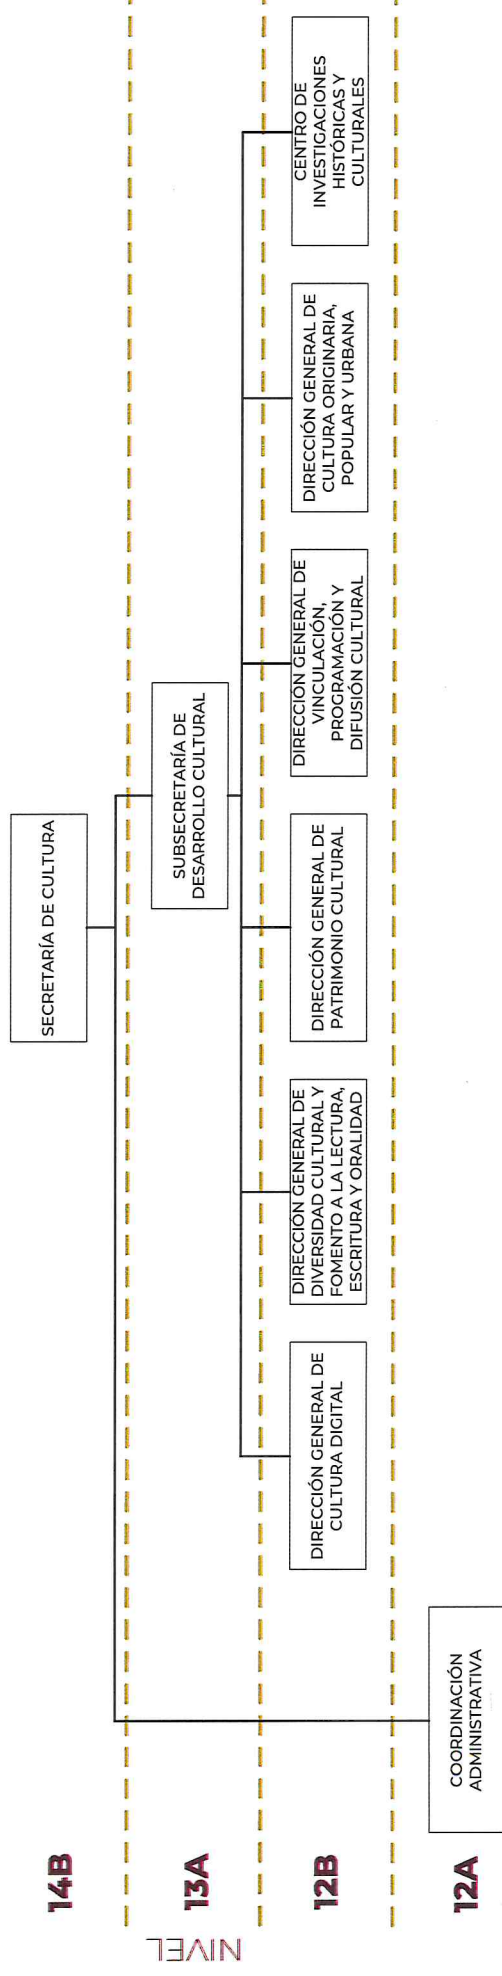 NIVEL
14B
SECRETARÍA DE CULTURA
13A
SUBSECRETARÍA DE
DESARROLLO CULTURAL
12B
DIRECCIÓN GENERAL DE
CULTURA DIGITAL
DIRECCIÓN GENERAL DE
DIVERSIDAD CULTURAL Y
FOMENTO A LA LECTURA,
ESCRITURA Y ORALIDAD
DIRECCIÓN GENERAL DE
PATRIMONIO CULTURAL
DIRECCIÓN GENERAL DE
VINCULACIÓN,
PROGRAMACIÓN Y
DIFUSIÓN CULTURAL
DIRECCIÓN GENERAL DE
CULTURA ORIGINARIA,
POPULAR Y URBANA
CENTRO DE
INVESTIGACIONES
HISTÓRICAS Y
CULTURALES
12A
COORDINACIÓN
ADMINISTRATIVA